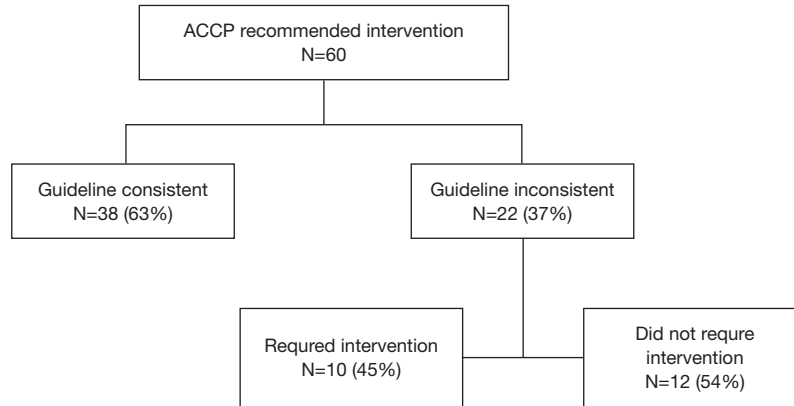 ACCP recommended intervention
N=60
Guideline consistent
N=38 (63%)
Guideline inconsistent
N=22 (37%)
Requred intervention
N=10 (45%)
Did not requre
intervention
N=12 (54%)